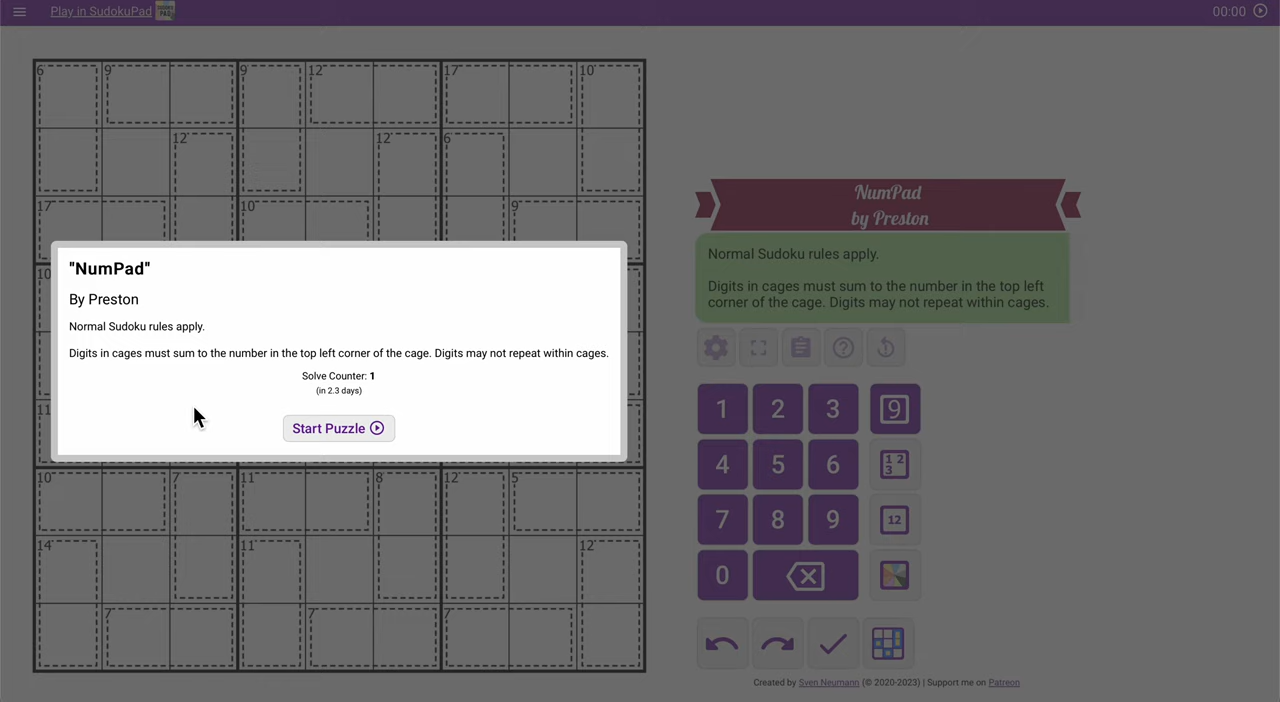 Play in SudokuPad
00:00
6 9 9 12 17 10
12 12 6
17 10 9
10
11
10 7 11 8 12 5
14 11 12
7 7 7
"NumPad"
By Preston
Normal Sudoku rules apply.
Digits in cages must sum to the number in the top left corner of the cage. Digits may not repeat within cages.
Solve Counter: 1
(in 2.3 days)
Start Puzzle
NumPad
by Preston
Normal Sudoku rules apply.
Digits in cages must sum to the number in the top left
corner of the cage. Digits may not repeat within cages.
1 2 3 9
4 5 6 1 2 3
7 8 9 12
0
Created by Sven Neumann (© 2020-2023) | Support me on Patreon